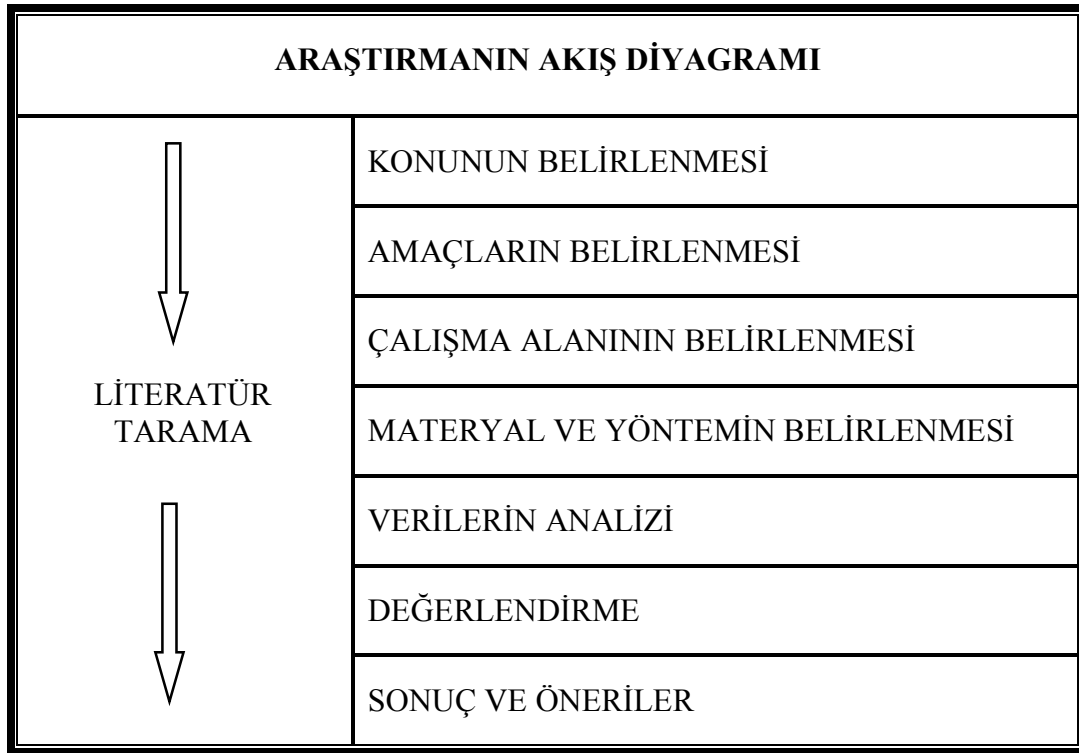 ARAŞTIRMANIN AKIŞ DİYAGRAMI
LİTERATÜR
TARAMA
KONUNUN BELİRLENMESİ
AMAÇLARIN BELİRLENMESİ
ÇALIŞMA ALANININ BELİRLENMESİ
MATERYAL VE YÖNTEMİN BELİRLENMESİ
VERİLERİN ANALİZİ
DEĞERLENDİRME
SONUÇ VE ÖNERİLER